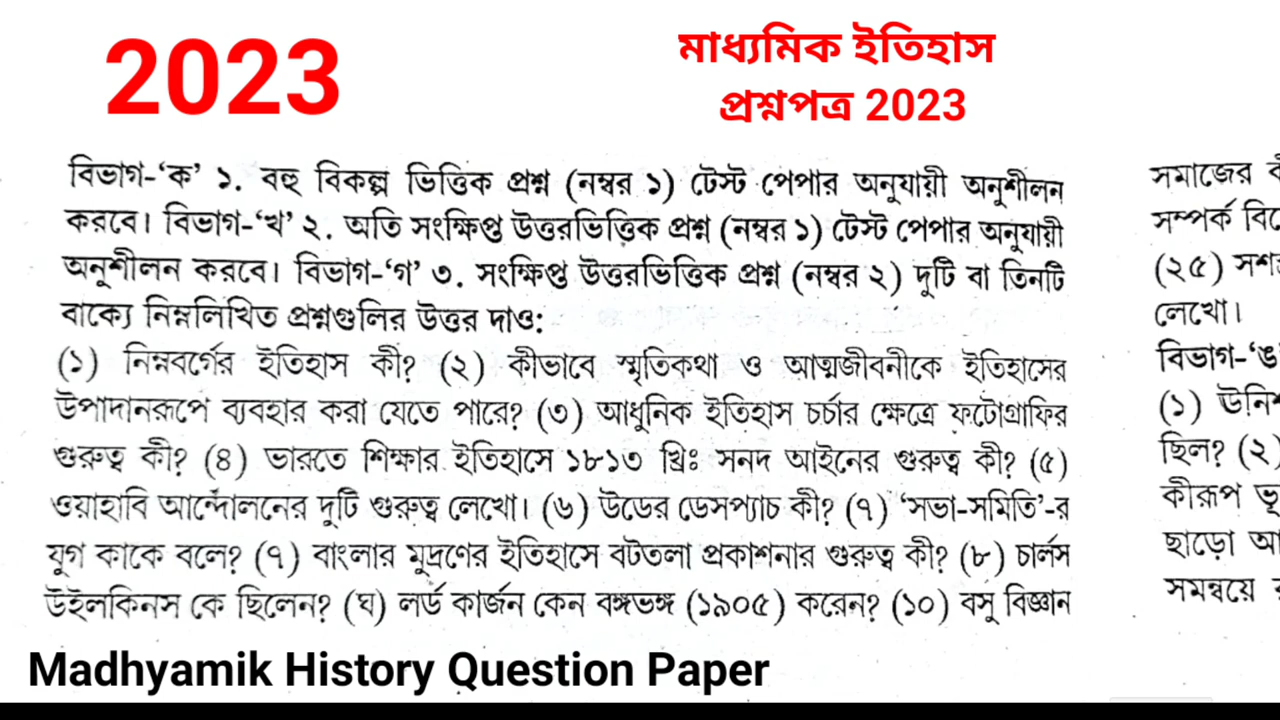 2023
মাধ্যমিক ইতিহাস
প্রশ্নপত্র 2023
বিভাগ-‘ক’ ১. বহু বিকল্প ভিত্তিক প্রশ্ন (নম্বর ১) টেস্ট পেপার অনুযায়ী অনুশীলন
করবে। বিভাগ-‘খ’ ২. অতি সংক্ষিপ্ত উত্তরভিত্তিক প্রশ্ন (নম্বর ১) টেস্ট পেপার অনুযায়ী
অনুশীলন করবে। বিভাগ-‘গ’ ৩. সংক্ষিপ্ত উত্তরভিত্তিক প্রশ্ন (নম্বর ২) দুটি বা তিনটি
বাক্যে নিম্নলিখিত প্রশ্নগুলির উত্তর দাও:
(১) নিম্নবর্গের ইতিহাস কী? (২) কীভাবে স্মৃতিকথা ও আত্মজীবনীকে ইতিহাসের
উপাদানরূপে ব্যবহার করা যেতে পারে? (৩) আধুনিক ইতিহাস চর্চার ক্ষেত্রে ফটোগ্রাফির
গুরুত্ব কী? (৪) ভারতে শিক্ষার ইতিহাসে ১৮১৩ খ্রিঃ সনদ আইনের গুরুত্ব কী? (৫)
ওয়াহাবি আন্দোলনের দুটি গুরুত্ব লেখো। (৬) উডের ডেসপ্যাচ কী? (৭) ‘সভা-সমিতি’-র
যুগ কাকে বলে? (৭) বাংলার মুদ্রণের ইতিহাসে বটতলা প্রকাশনার গুরুত্ব কী? (৮) চার্লস
উইলকিনস কে ছিলেন? (ঘ) লর্ড কার্জন কেন বঙ্গভঙ্গ (১৯০৫) করেন? (১০) বসু বিজ্ঞান
সমাজের
সম্পর্ক
(২৫)
লেখো।
বিভাগ-‘ঙ
(১)
ছিল? (২)
কীরূপ
ছাড়ো
সমন্বয়ে
Madhyamik History Question Paper